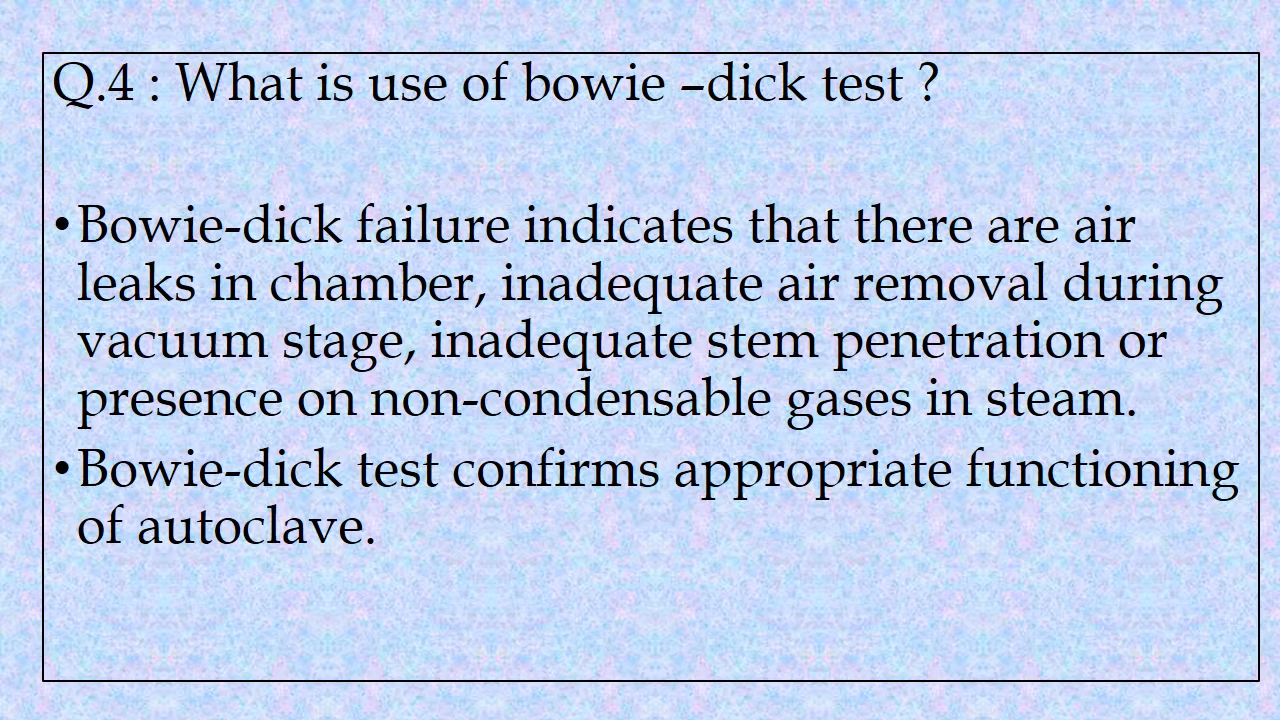 Q.4 : What is use of bowie –dick test ?
•Bowie-dick failure indicates that there are air
leaks in chamber, inadequate air removal during
vacuum stage, inadequate stem penetration or
presence on non-condensable gases in steam.
•Bowie-dick test confirms appropriate functioning
of autoclave.